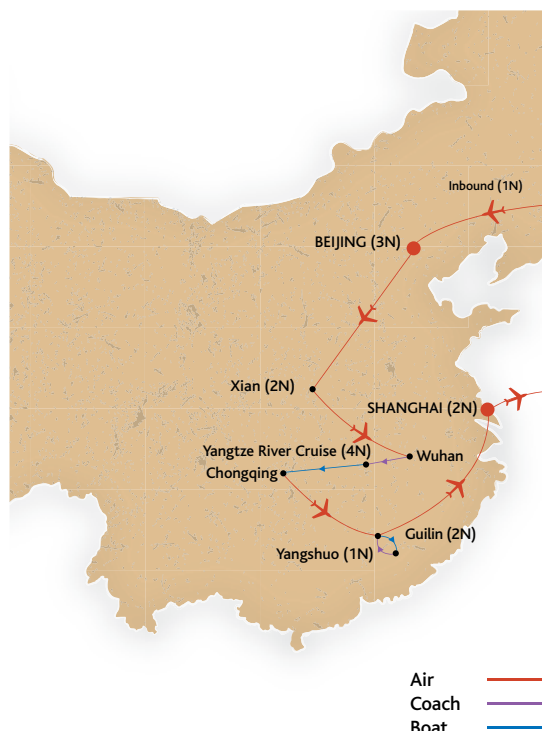 Inbound (1N)
BEIJING (3N)
Xian (2N)
SHANGHAI (2N)
Yangtze River Cruise (4N)
Wuhan
Chongqing
Guilin (2N)
Yangshuo (1N)
Air
Coach
Boat